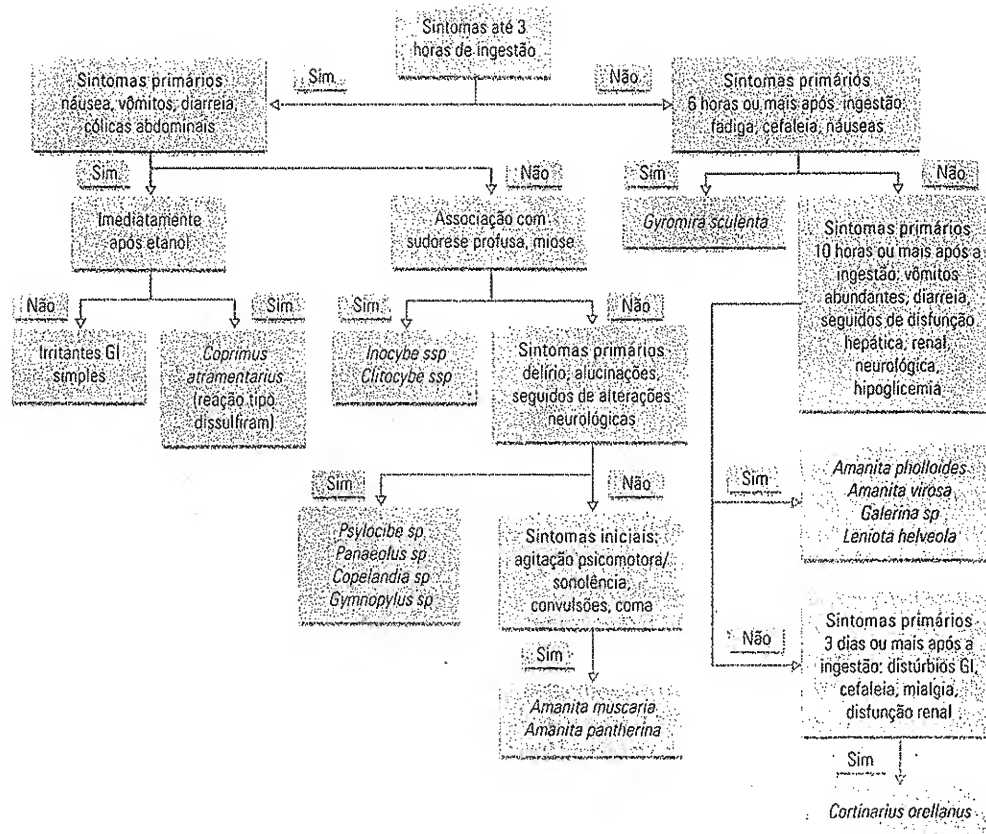 Sintomas até 3
horas de ingestão
Sim
Não
Sintomas primários
náusea, vômitos, diarreia,
cólicas abdominais
Sintomas primários
6 horas ou mais após ingestão:
fadiga, cefaleia, náuseas
Sim
Não
Sim
Não
Imediatamente
após etanol
Associação com
sudorese profusa, miose
Gyromira sculenta
Sintomas primários
10 horas ou mais após a
ingestão: vômitos
abundantes, diarreia,
seguidos de disfunção
hepática, renal,
neurológica,
hipoglicemia
Não
Sim
Sim
Não
Irritantes GI
simples
Coprimus
atramentarius
(reação tipo
dissulfiram)
Inocybe ssp
Clitocybe ssp
Sintomas primários
delírio, alucinações,
seguidos de alterações
neurológicas
Sim
Não
Sim
Psylocibe sp
Panaeolus sp
Copelandia sp
Gymnopylus sp
Sintomas iniciais:
agitação psicomotora/
sonolência,
convulsões, coma
Amanita pholloides
Amanita virosa
Galerina sp
Leniota helveola
Sim
Não
Amanita muscaria
Amanita pantherina
Sintomas primários
3 dias ou mais após a
ingestão: distúrbios GI,
cefaleia, mialgia,
disfunção renal
Sim
Cortinarius orellanus